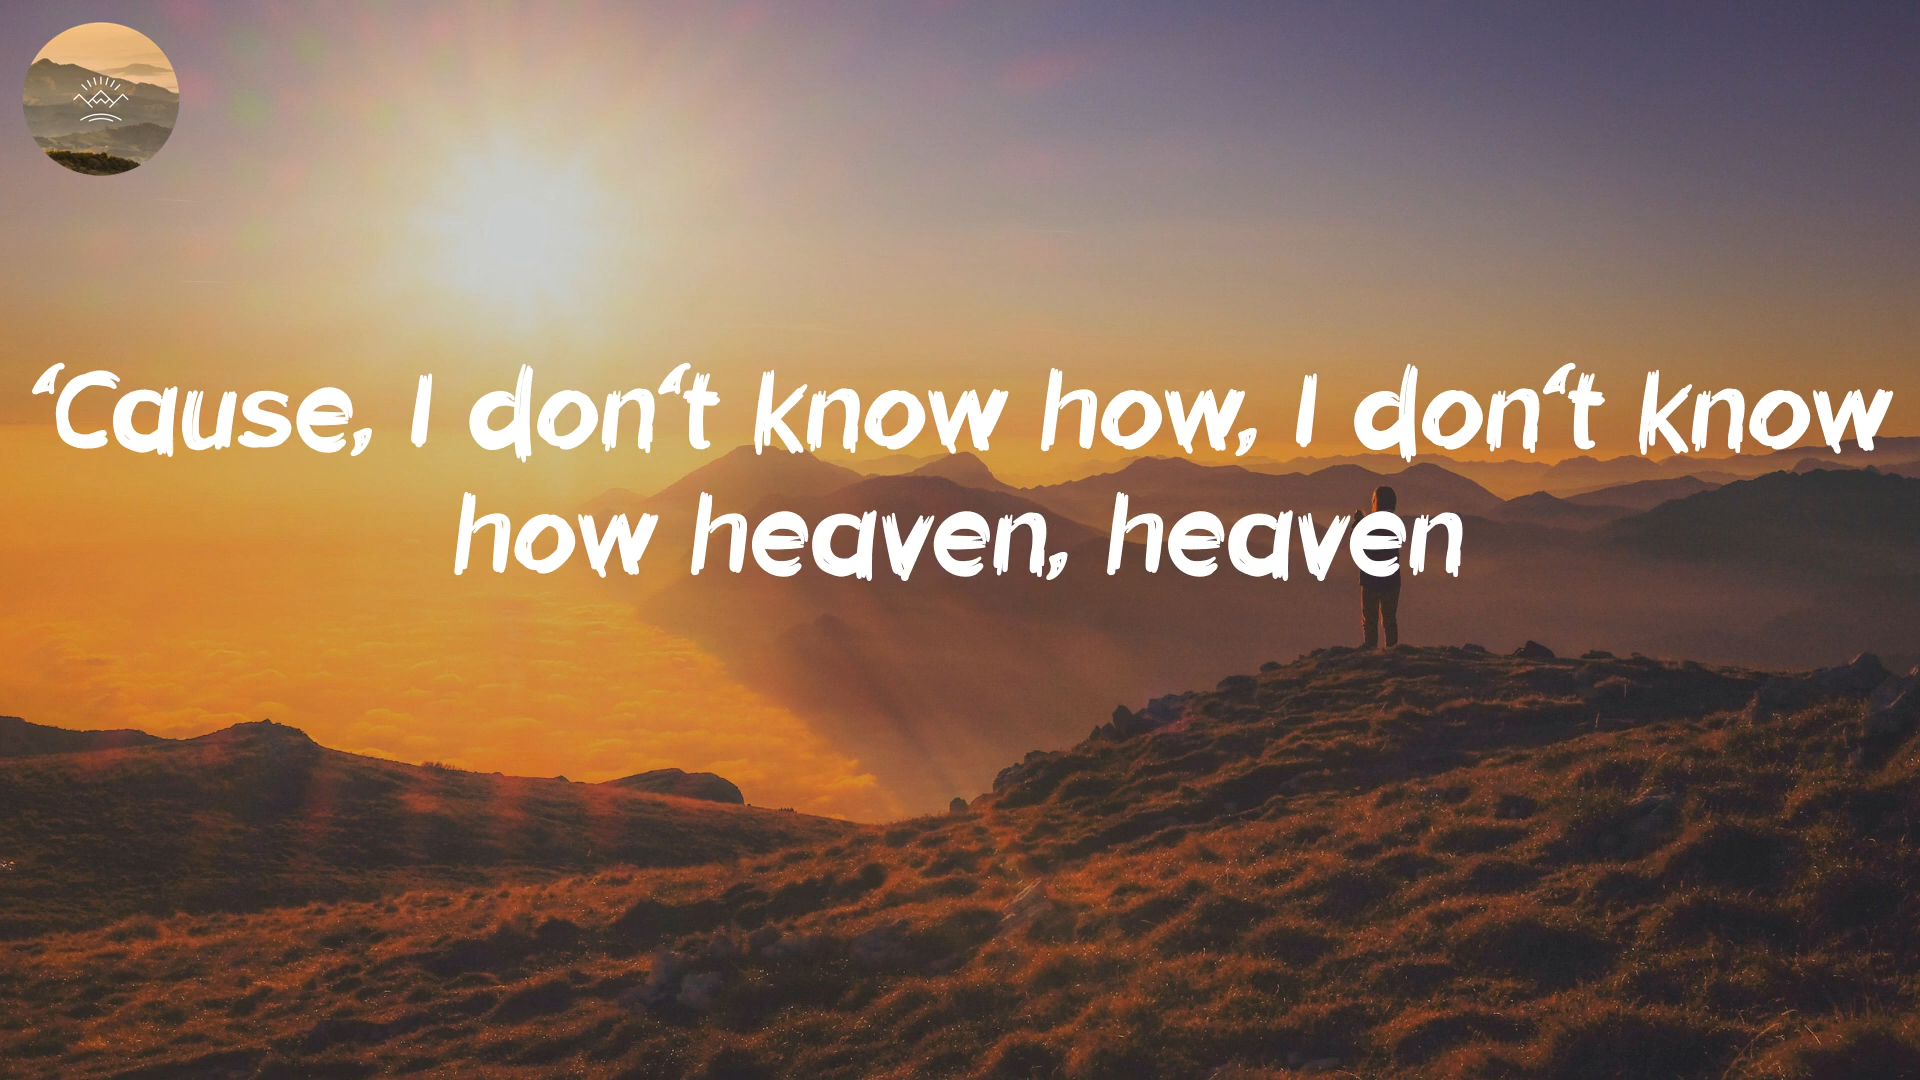 ‘Cause, I don‘t know how, I don‘t know
how heaven, heaven